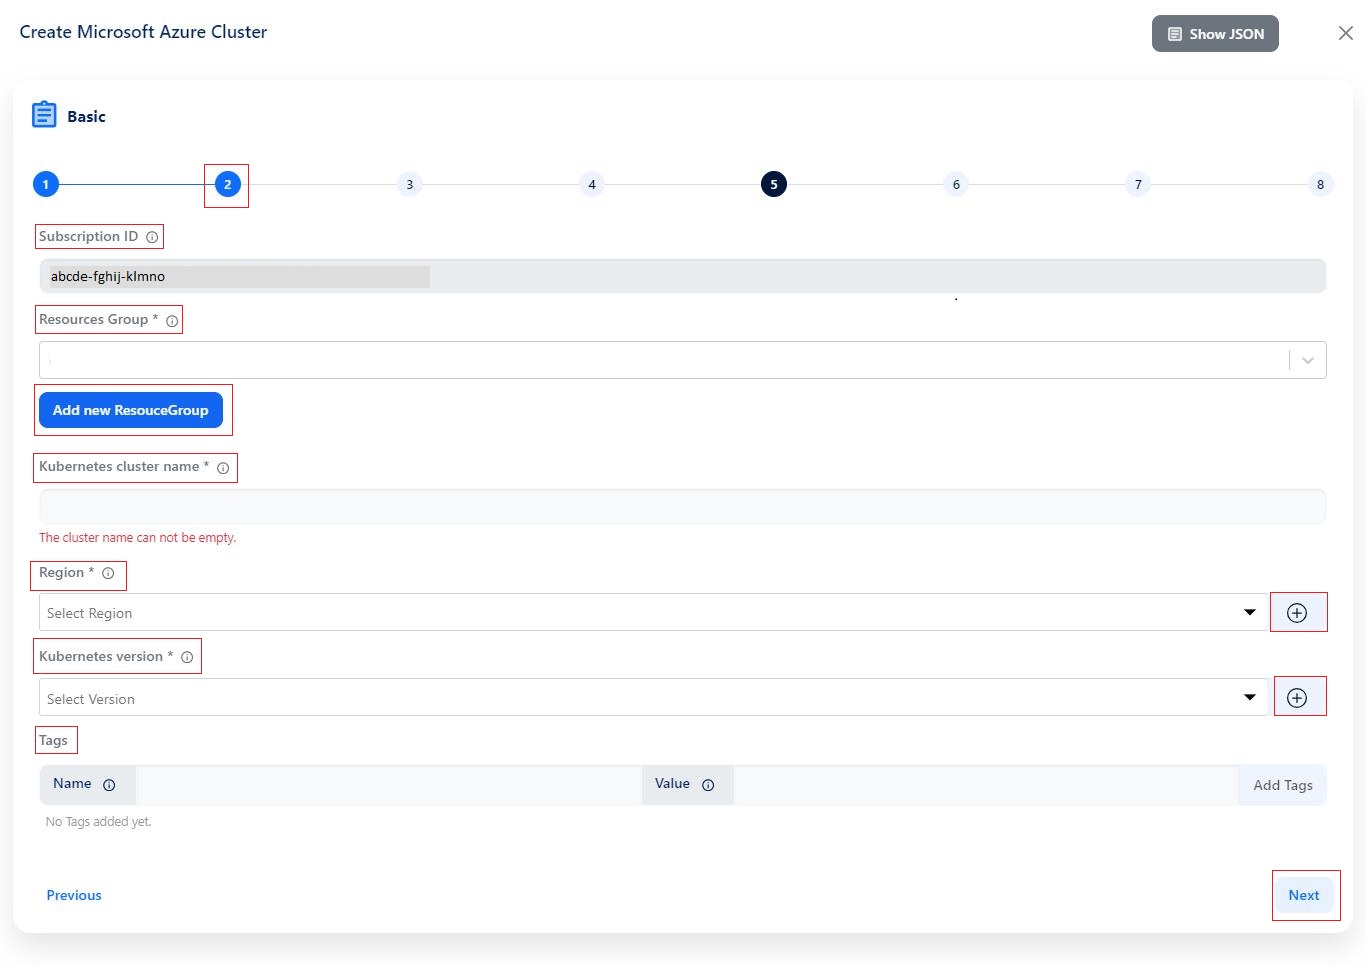 Create Microsoft Azure Cluster
Show JSON
Basic
1 2 3 4 5 6 7 8
Subscription ID
abcde-fghij-klmno
Resources Group *
Add new ResouceGroup
Kubernetes cluster name *
The cluster name can not be empty.
Region *
Select Region
Kubernetes version *
Select Version
Tags
Name Value Add Tags
No Tags added yet.
Previous Next